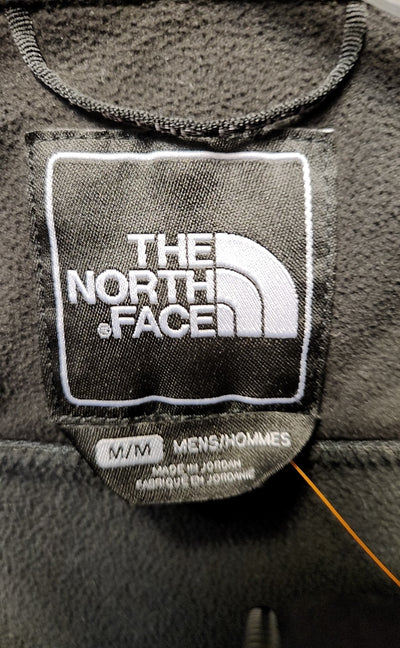 THE
NORTH
®FACE
M/M MENS/HOMMES
MADE IN JORDAN
FABRIQUE EN JORDANIE